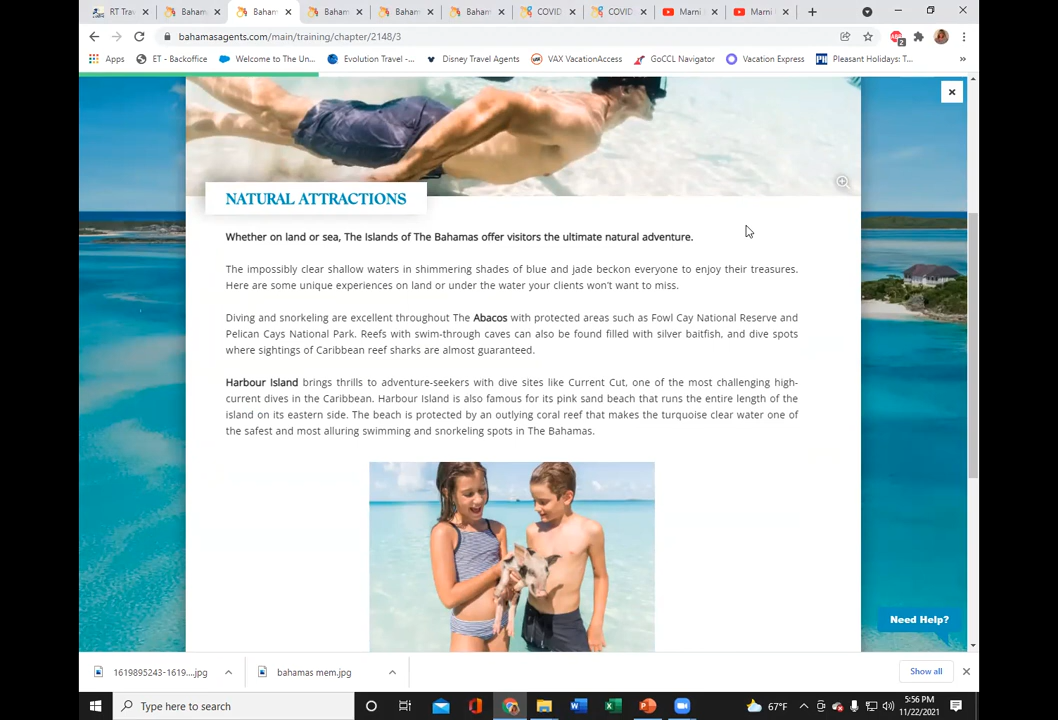 RT Trav
Baham
Baham
Baham
Baham
Baham
COVID
COVID
Marni
Marni
bahamasagents.com/main/training/chapter/2148/3
2
Apps
ET - Backoffice
Welcome to The Un...
Evolution Travel -...
Disney Travel Agents
VAX VacationAccess
GoCCL Navigator
Vacation Express
Pleasant Holidays: T...
NATURAL ATTRACTIONS
Whether on land or sea, The Islands of The Bahamas offer visitors the ultimate natural adventure.
The impossibly clear shallow waters in shimmering shades of blue and jade beckon everyone to enjoy their treasures.
Here are some unique experiences on land or under the water your clients won't want to miss.
Diving and snorkeling are excellent throughout The Abacos with protected areas such as Fowl Cay National Reserve and
Pelican Cays National Park. Reefs with swim-through caves can also be found filled with silver baitfish, and dive spots
where sightings of Caribbean reef sharks are almost guaranteed.
Harbour Island brings thrills to adventure-seekers with dive sites like Current Cut, one of the most challenging high-
current dives in the Caribbean. Harbour Island is also famous for its pink sand beach that runs the entire length of the
island on its eastern side. The beach is protected by an outlying coral reef that makes the turquoise clear water one of
the safest and most alluring swimming and snorkeling spots in The Bahamas.
Need Help?
1619895243-1619....jpg
bahamas mem.jpg
Show all
Type here to search
67°F
5:56 PM
11/22/2021